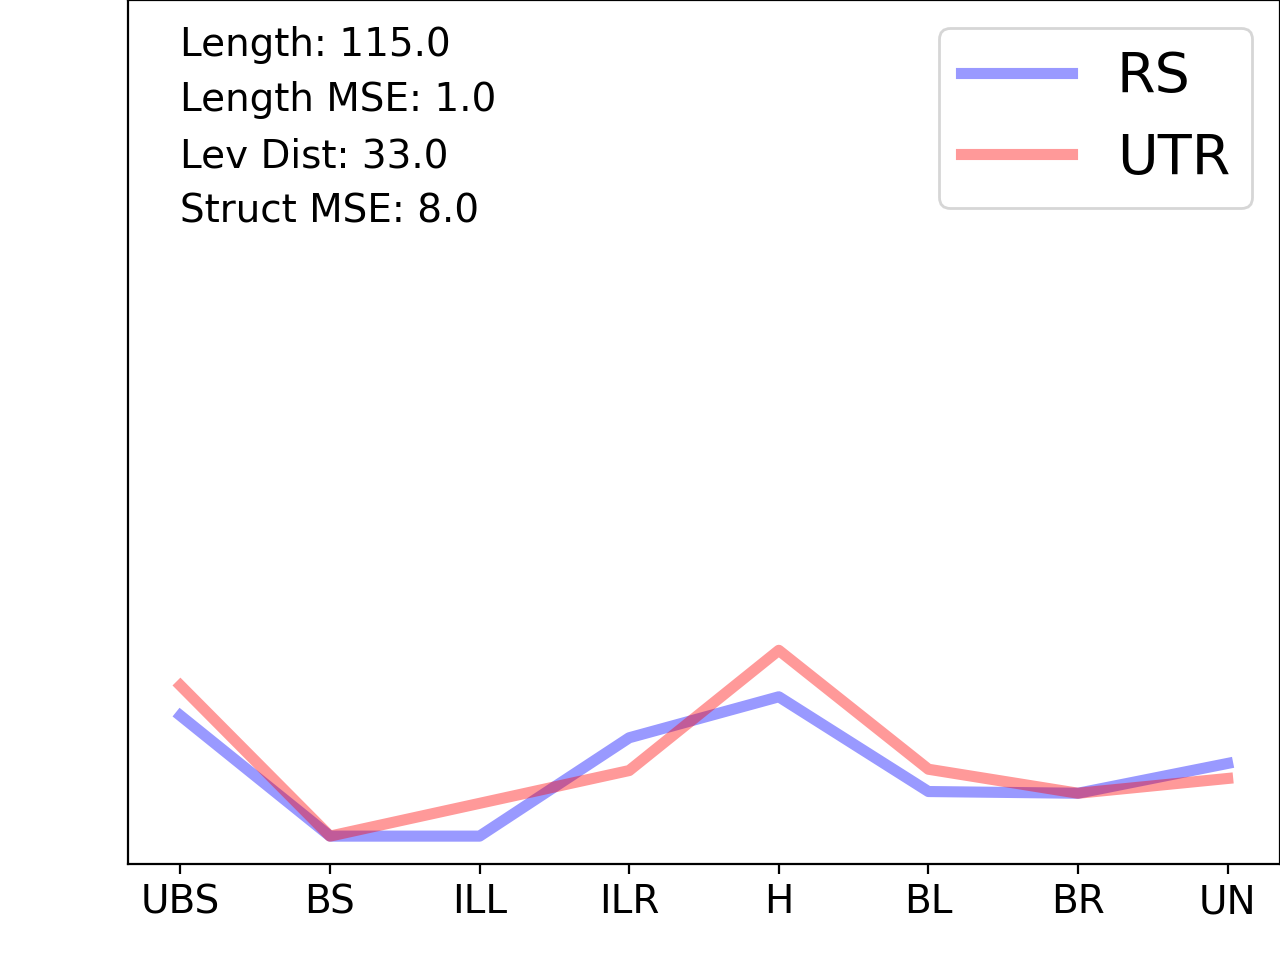 Length: 115.0
Length MSE: 1.0
Lev Dist: 33.0
Struct MSE: 8.0
RS
UTR
UBS BS ILL ILR H BL BR UN